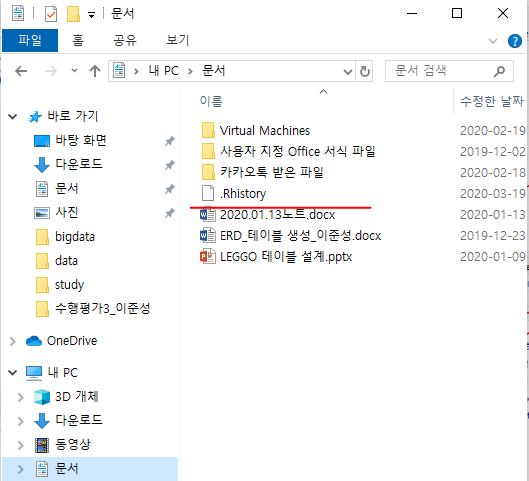 문서
파일 홈 공유 보기
내 PC > 문서 문서 검색
이름 수정한 날짜
바로 가기
바탕 화면
다운로드
문서
사진
bigdata
data
study
수행평가3_이준성
OneDrive
내 PC
3D 개체
다운로드
동영상
문서
Virtual Machines 2020-02-19
사용자 지정 Office 서식 파일 2019-12-02
카카오톡 받은 파일 2020-02-18
.Rhistory 2020-03-19
2020.01.13노트.docx 2020-01-13
ERD_테이블 생성_이준성.docx 2019-12-23
LEGGO 테이블 설계.pptx 2020-01-09